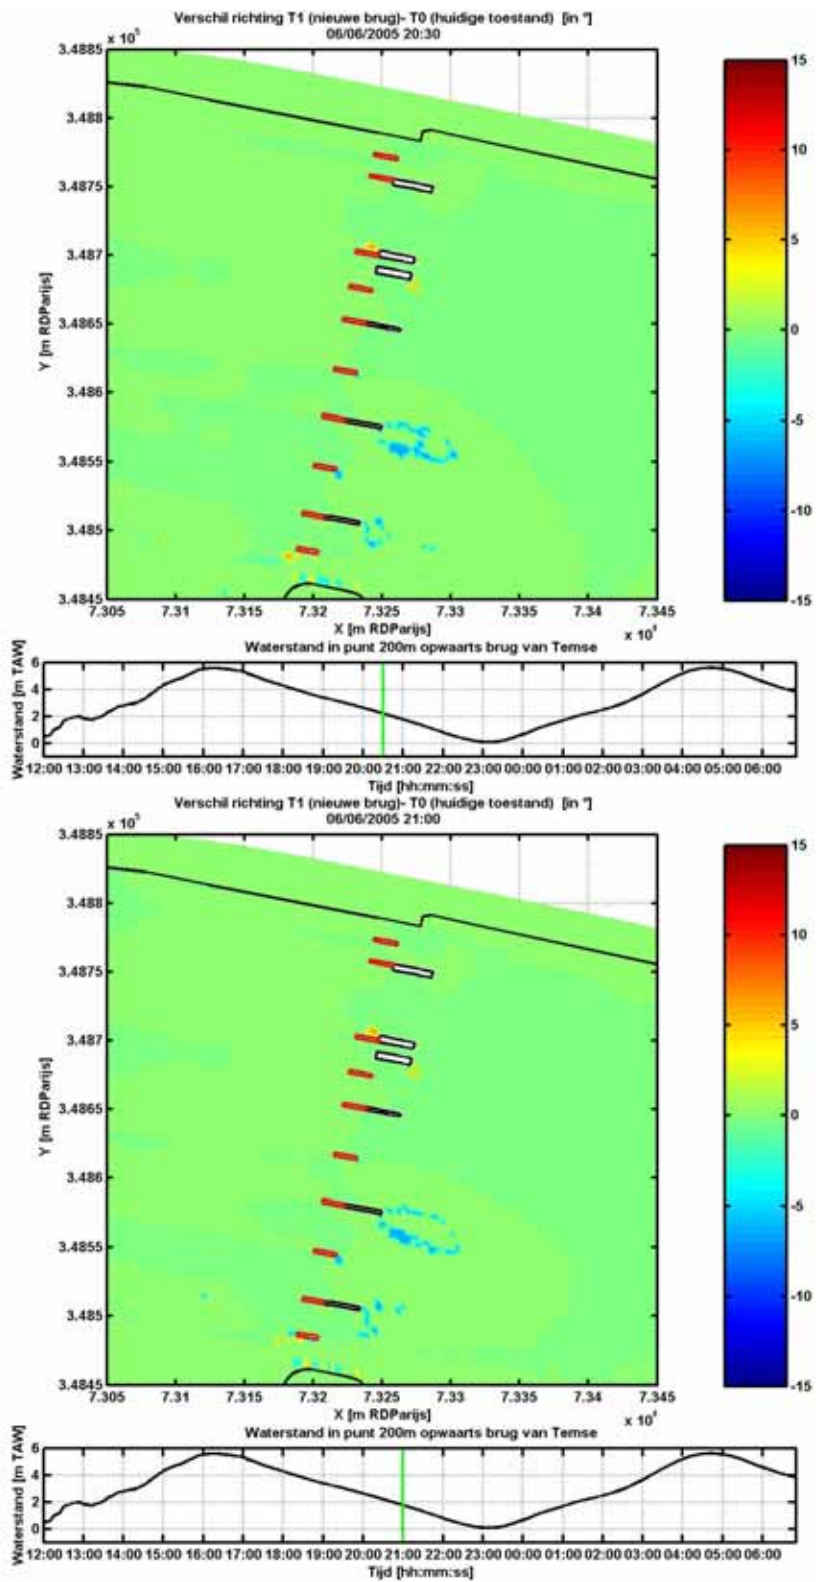 Verschil richting T1 (nieuwe brug)- T0 (huidige toestand) [in °]
06/06/2005 20:30
x 10⁵
3.4885
3.488
3.4875
3.487
3.4865
3.486
3.4855
3.485
3.4845
Y [m RDParijs]
7.305 7.31 7.315 7.32 7.325 7.33 7.335 7.34 7.345
X [m RDParijs]
x 10⁴
15
10
5
0
-5
-10
-15
Waterstand in punt 200m opwaarts brug van Temse
Waterstand [m TAW]
6
4
2
0
12:00 13:00 14:00 15:00 16:00 17:00 18:00 19:00 20:00 21:00 22:00 23:00 00:00 01:00 02:00 03:00 04:00 05:00 06:00
Tijd [hh:mm:ss]
Verschil richting T1 (nieuwe brug)- T0 (huidige toestand) [in °]
06/06/2005 21:00
x 10⁵
3.4885
3.488
3.4875
3.487
3.4865
3.486
3.4855
3.485
3.4845
Y [m RDParijs]
7.305 7.31 7.315 7.32 7.325 7.33 7.335 7.34 7.345
X [m RDParijs]
x 10⁴
15
10
5
0
-5
-10
-15
Waterstand in punt 200m opwaarts brug van Temse
Waterstand [m TAW]
6
4
2
0
12:00 13:00 14:00 15:00 16:00 17:00 18:00 19:00 20:00 21:00 22:00 23:00 00:00 01:00 02:00 03:00 04:00 05:00 06:00
Tijd [hh:mm:ss]